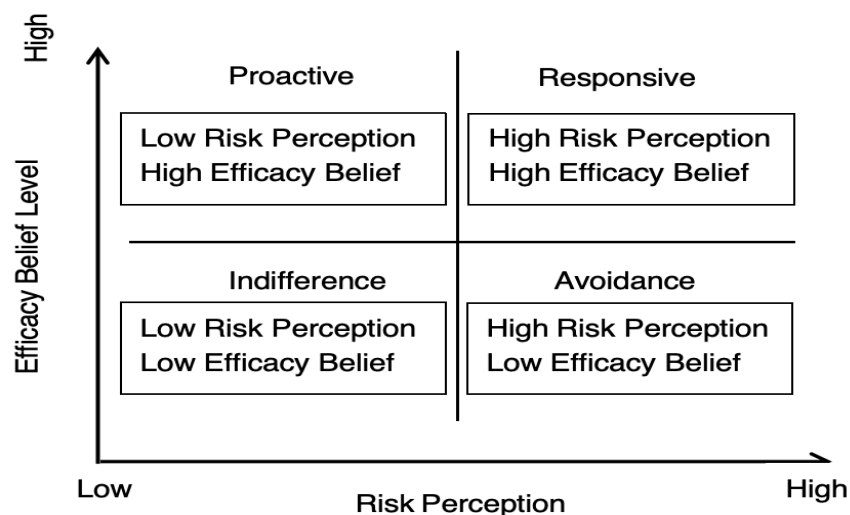 High
Efficacy Belief Level
Proactive
Responsive
Low Risk Perception
High Efficacy Belief
High Risk Perception
High Efficacy Belief
Indifference
Avoidance
Low Risk Perception
Low Efficacy Belief
High Risk Perception
Low Efficacy Belief
Low
High
Risk Perception